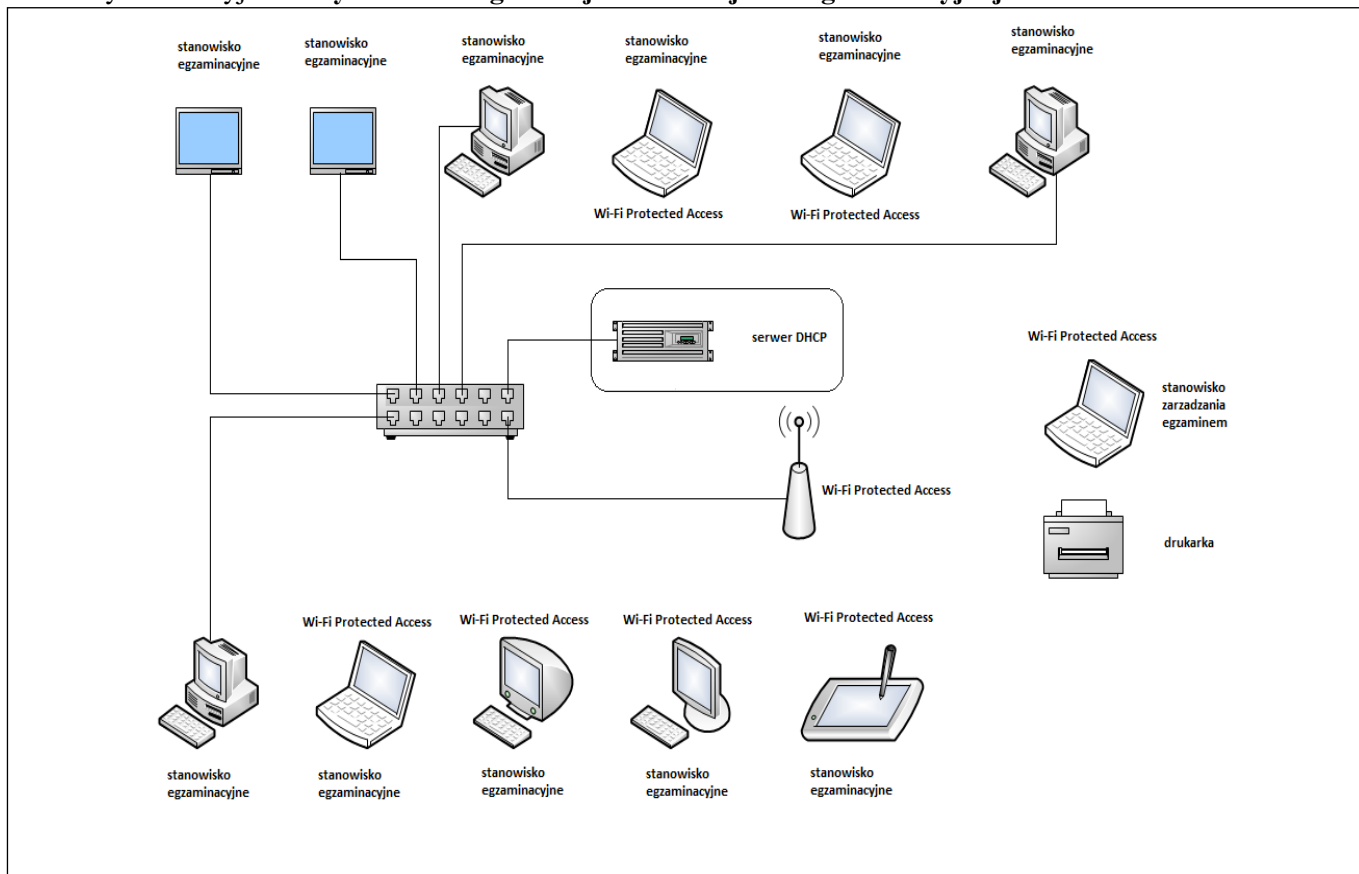 stanowisko
egzaminacyjne
stanowisko
egzaminacyjne
stanowisko
egzaminacyjne
stanowisko
egzaminacyjne
stanowisko
egzaminacyjne
stanowisko
egzaminacyjne
Wi-Fi Protected Access
Wi-Fi Protected Access
serwer DHCP
Wi-Fi Protected Access
stanowisko
zarzadzania
egzaminem
Wi-Fi Protected Access
drukarka
Wi-Fi Protected Access
Wi-Fi Protected Access
Wi-Fi Protected Access
Wi-Fi Protected Access
stanowisko
egzaminacyjne
stanowisko
egzaminacyjne
stanowisko
egzaminacyjne
stanowisko
egzaminacyjne
stanowisko
egzaminacyjne